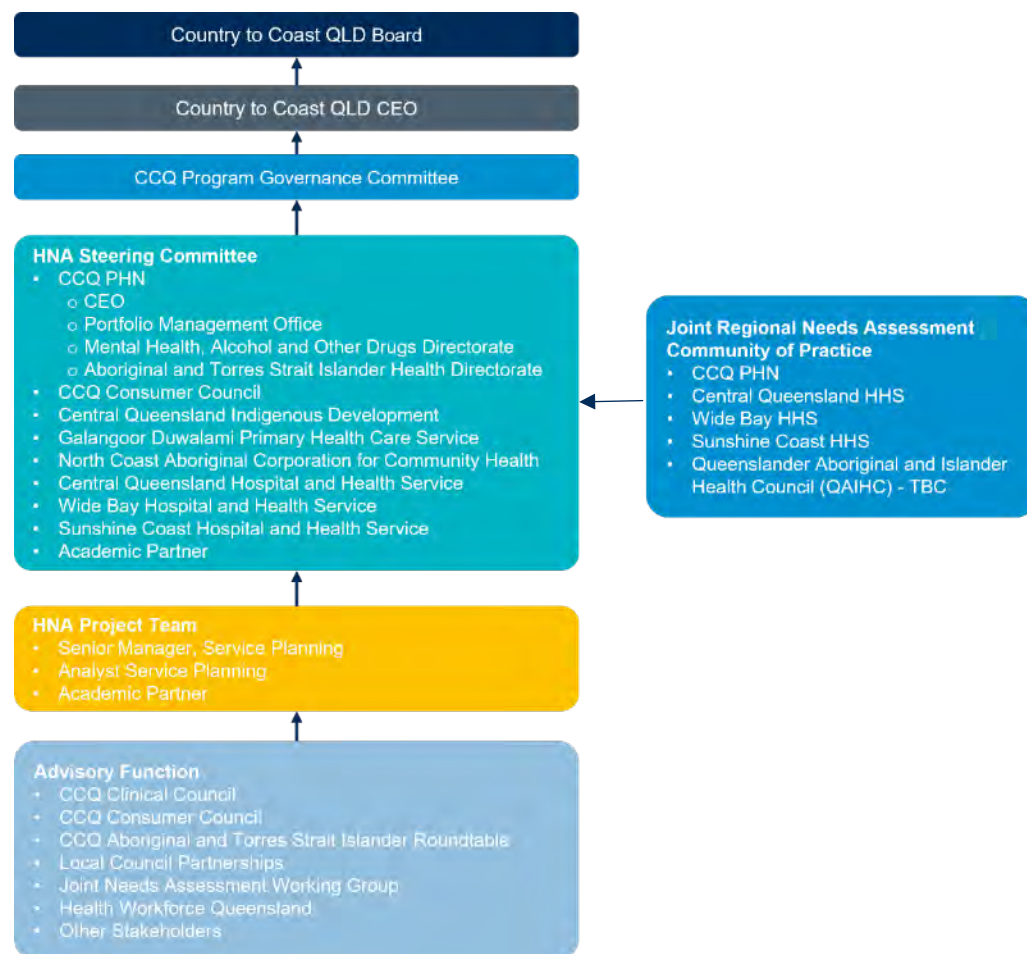 Country to Coast QLD Board
Country to Coast QLD CEO
CCQ Program Governance Committee
HNA Steering Committee
• CCQ PHN
o CEO
o Portfolio Management Office
o Mental Health, Alcohol and Other Drugs Directorate
o Aboriginal and Torres Strait Islander Health Directorate
• CCQ Consumer Council
• Central Queensland Indigenous Development
• Galangoor Duwalami Primary Health Care Service
• North Coast Aboriginal Corporation for Community Health
• Central Queensland Hospital and Health Service
• Wide Bay Hospital and Health Service
• Sunshine Coast Hospital and Health Service
• Academic Partner
Joint Regional Needs Assessment
Community of Practice
• CCQ PHN
• Central Queensland HHS
• Wide Bay HHS
• Sunshine Coast HHS
• Queenslander Aboriginal and Islander
Health Council (QAIHC) - TBC
HNA Project Team
• Senior Manager, Service Planning
• Analyst Service Planning
• Academic Partner
Advisory Function
• CCQ Clinical Council
• CCQ Consumer Council
• CCQ Aboriginal and Torres Strait Islander Roundtable
• Local Council Partnerships
• Joint Needs Assessment Working Group
• Health Workforce Queensland
• Other Stakeholders